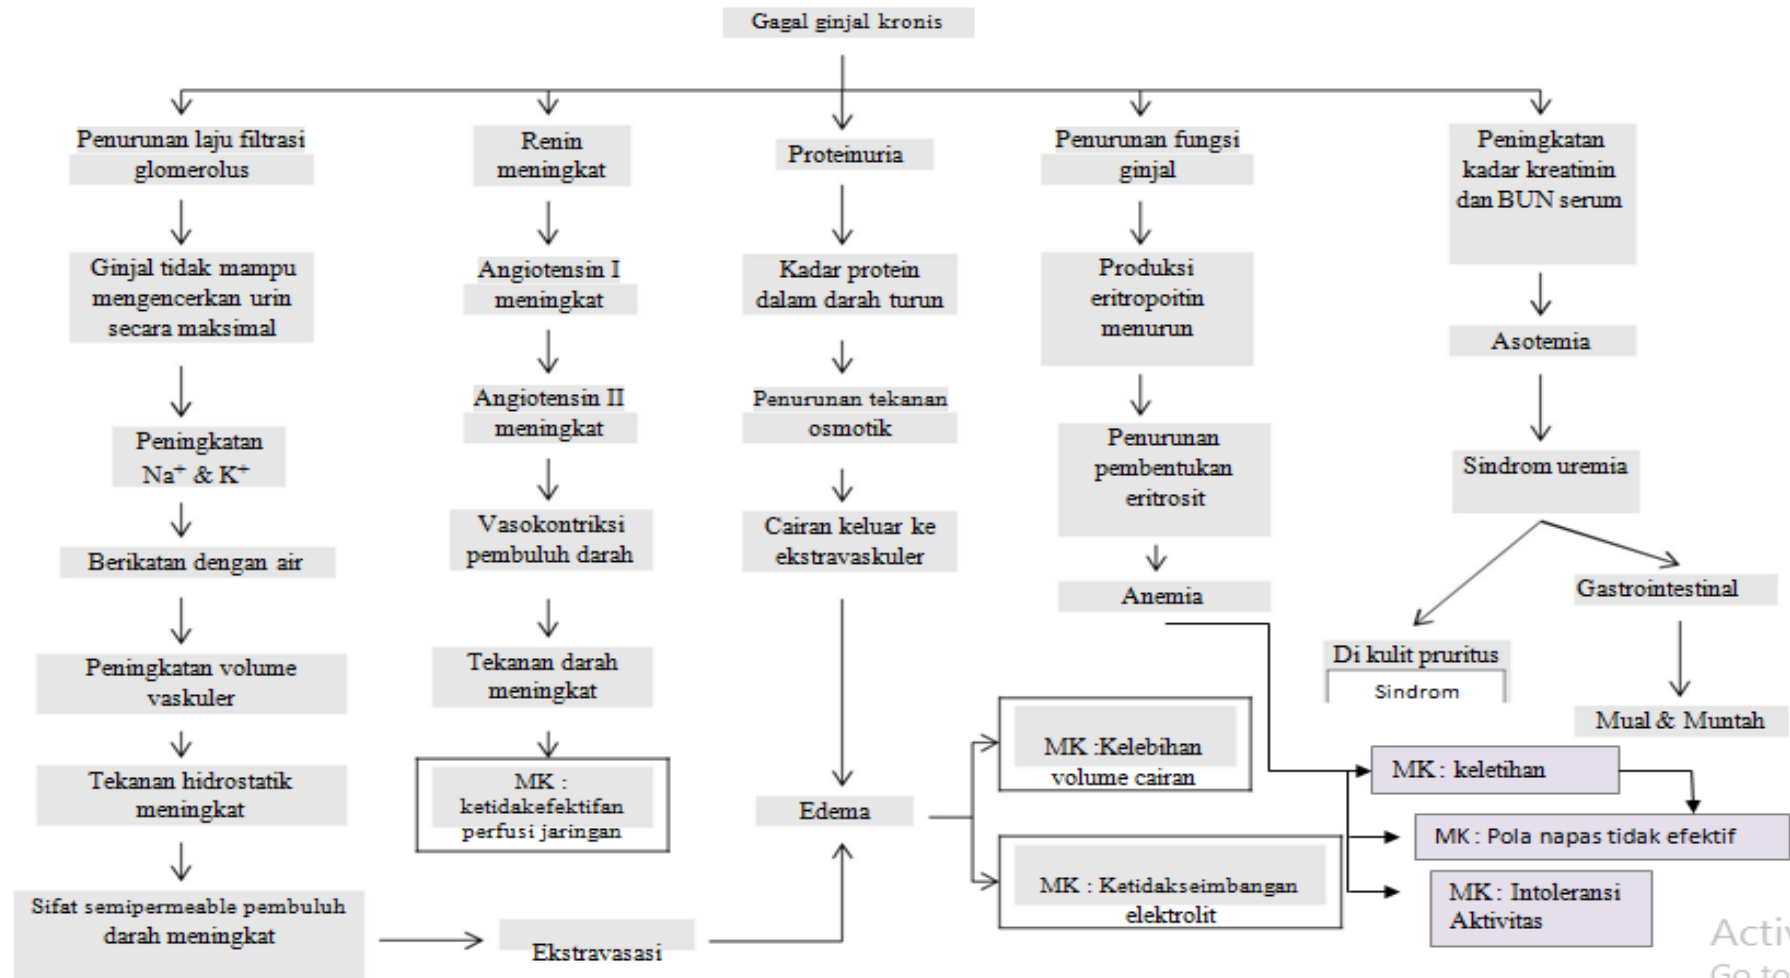 Gagal ginjal kronis
Penurunan laju filtrasi
glomerolus
Ginjal tidak mampu
mengencerkan urin
secara maksimal
Peningkatan
Na⁺ & K⁺
Berikatan dengan air
Peningkatan volume
vaskuler
Tekanan hidrostatik
meningkat
Sifat semipermeable pembuluh
darah meningkat
Ekstravasasi
Renin
meningkat
Angiotensin I
meningkat
Angiotensin II
meningkat
Vasokontriksi
pembuluh darah
Tekanan darah
meningkat
MK :
ketidakefektifan
perfusi jaringan
Proteinuria
Kadar protein
dalam darah turun
Penurunan tekanan
osmotik
Cairan keluar ke
ekstravaskuler
Edema
MK :Kelebihan
volume cairan
MK : Ketidakseimbangan
elektrolit
Penurunan fungsi
ginjal
Produksi
eritropoitin
menurun
Penurunan
pembentukan
eritrosit
Anemia
MK : keletihan
MK : Pola napas tidak efektif
MK : Intoleransi
Aktivitas
Peningkatan
kadar kreatinin
dan BUN serum
Asotemia
Sindrom uremia
Di kulit pruritus
Sindrom
Gastrointestinal
Mual & Muntah
Go to